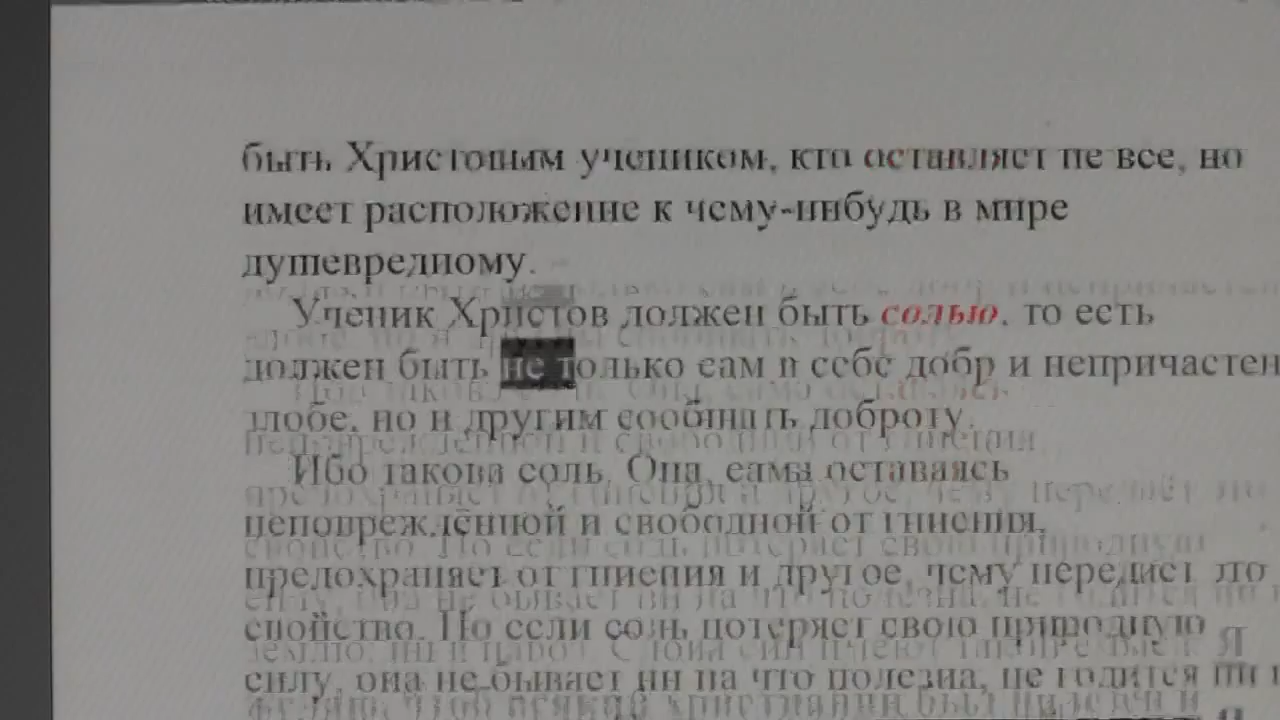 быть Христовым учеником, кто оставляет не все, но
имеет расположение к чему-нибудь в мире
душевредному.
Ученик Христов должен быть солью, то есть
должен быть не только сам в себе добр и непричастен
злобе, но и другим сообщать доброту.
Ибо такова соль. Она, сама оставаясь
неповреждённой и свободной от гниения,
предохраняет от гниения и другое, чему передаёт это
свойство. Но если соль потеряет свою природную
силу, она не бывает ни на что полезна, не годится ни